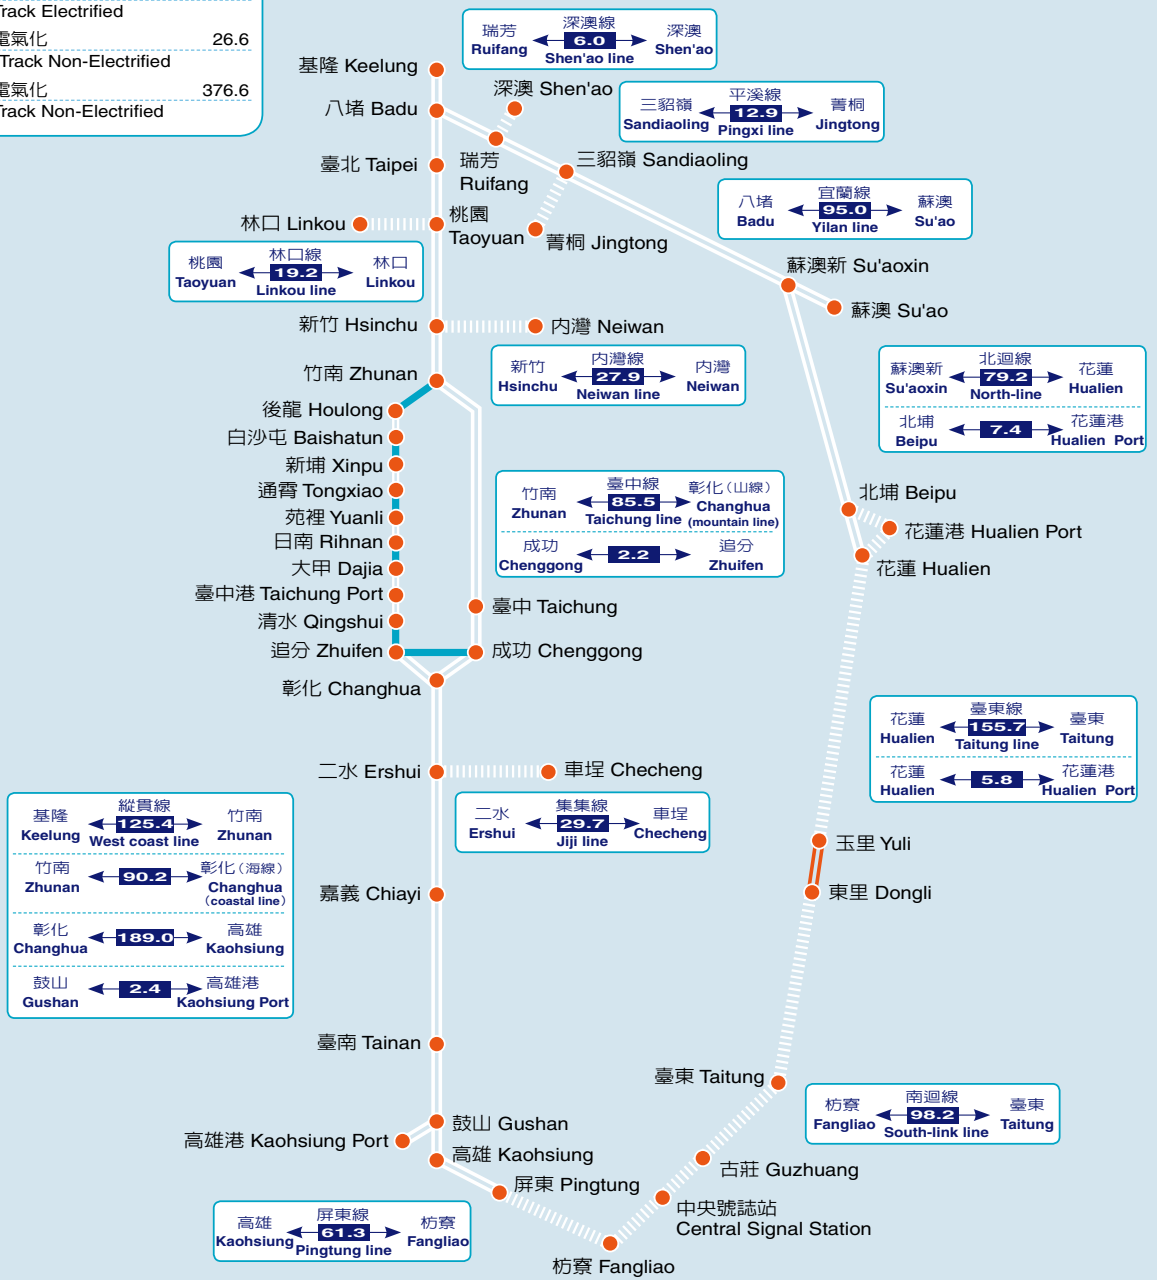 Track Electrified
電氣化 26.6
Track Non-Electrified
電氣化 376.6
Track Non-Electrified
瑞芳 深澳線 深澳
Ruifang 6.0 Shen'ao
Shen'ao line
基隆 Keelung
深澳 Shen'ao
八堵 Badu
三貂嶺 平溪線 菁桐
Sandiaoling 12.9 Jingtong
Pingxi line
臺北 Taipei
瑞芳
Ruifang
三貂嶺 Sandiaoling
八堵 宜蘭線 蘇澳
Badu 95.0 Su'ao
Yilan line
林口 Linkou
桃園
Taoyuan
菁桐 Jingtong
桃園 林口線 林口
Taoyuan 19.2 Linkou
Linkou line
蘇澳新 Su'aoxin
蘇澳 Su'ao
新竹 Hsinchu
內灣 Neiwan
新竹 內灣線 內灣
Hsinchu 27.9 Neiwan
Neiwan line
蘇澳新 北迴線 花蓮
Su'aoxin 79.2 Hualien
North-line
北埔 7.4 花蓮港
Beipu Hualien Port
竹南 Zhunan
後龍 Houlong
白沙屯 Baishatun
新埔 Xinpu
通霄 Tongxiao
苑裡 Yuanli
日南 Rihnan
大甲 Dajia
臺中港 Taichung Port
清水 Qingshui
追分 Zhuifen
竹南 臺中線 彰化(山線)
Zhunan 85.5 Changhua
Taichung line (mountain line)
成功 2.2 追分
Chenggong Zhuifen
北埔 Beipu
花蓮港 Hualien Port
花蓮 Hualien
臺中 Taichung
成功 Chenggong
彰化 Changhua
花蓮 臺東線 臺東
Hualien 155.7 Taitung
Taitung line
花蓮 5.8 花蓮港
Hualien Hualien Port
二水 Ershui
車埕 Checheng
二水 集集線 車埕
Ershui 29.7 Checheng
Jiji line
基隆 縱貫線 竹南
Keelung 125.4 Zhunan
West coast line
竹南 90.2 彰化(海線)
Zhunan Changhua
(coastal line)
彰化 189.0 高雄
Changhua Kaohsiung
鼓山 2.4 高雄港
Gushan Kaohsiung Port
玉里 Yuli
東里 Dongli
嘉義 Chiayi
臺南 Tainan
臺東 Taitung
枋寮 南迴線 臺東
Fangliao 98.2 Taitung
South-link line
鼓山 Gushan
高雄港 Kaohsiung Port
高雄 Kaohsiung
屏東 Pingtung
古莊 Guzhuang
中央號誌站
Central Signal Station
高雄 屏東線 枋寮
Kaohsiung 61.3 Fangliao
Pingtung line
枋寮 Fangliao